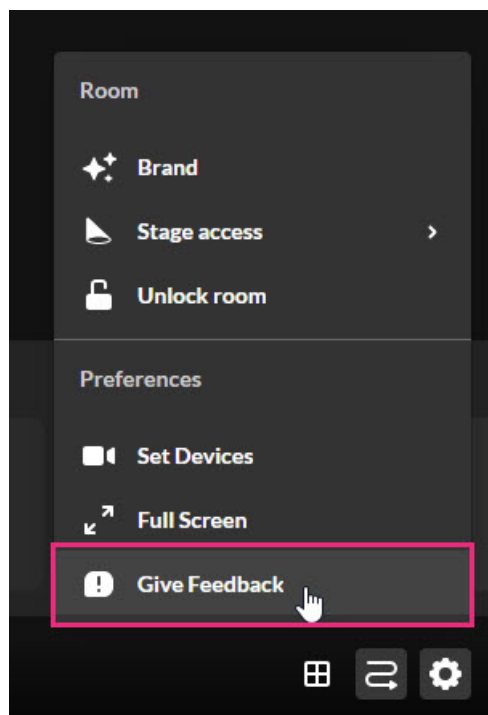 Room
Brand
Stage access
Unlock room
Preferences
Set Devices
Full Screen
Give Feedback